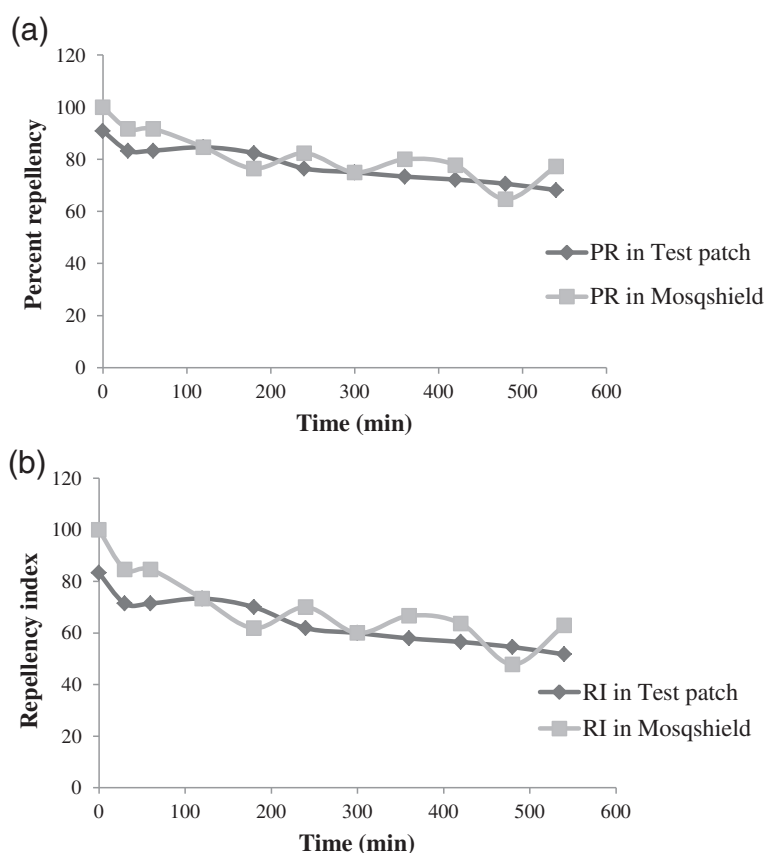 (a)
120
100
80
60
40
20
0
Percent repellency
0 100 200 300 400 500 600
Time (min)
PR in Test patch
PR in Mosqshield
(b)
120
100
80
60
40
20
0
Repellency index
0 100 200 300 400 500 600
Time (min)
RI in Test patch
RI in Mosqshield